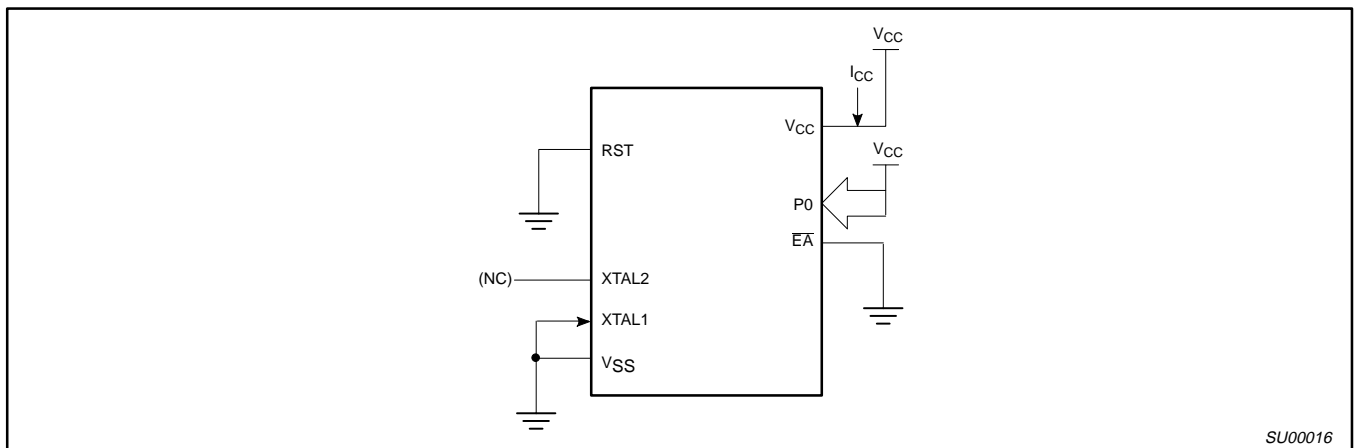 VCC
ICC
VCC
VCC
RST
P0
EA
(NC)
XTAL2
XTAL1
VSS
SU00016